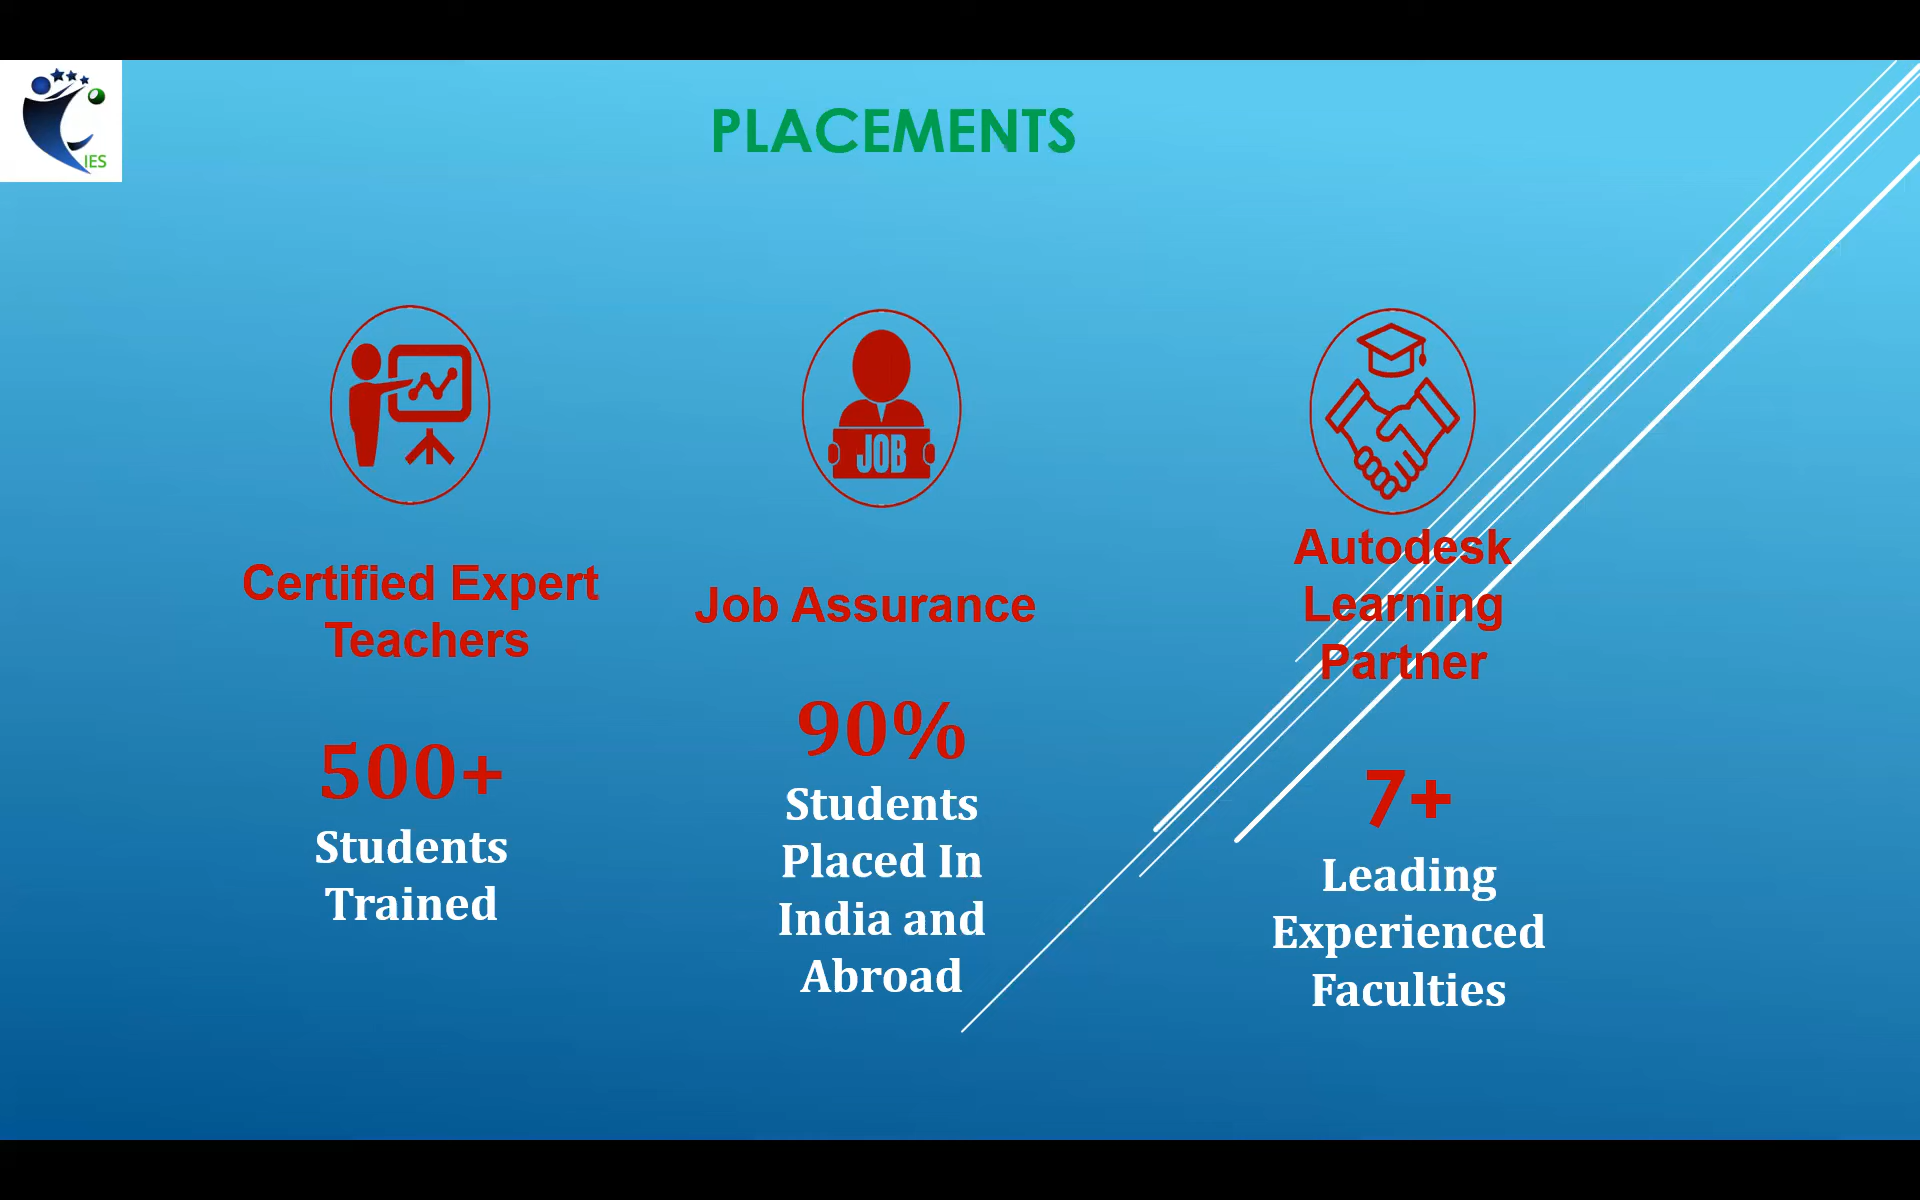 IES
PLACEMENTS
JOB
Certified Expert
Teachers
500+
Students
Trained
Job Assurance
90%
Students
Placed In
India and
Abroad
Autodesk
Learning
Partner
7+
Leading
Experienced
Faculties